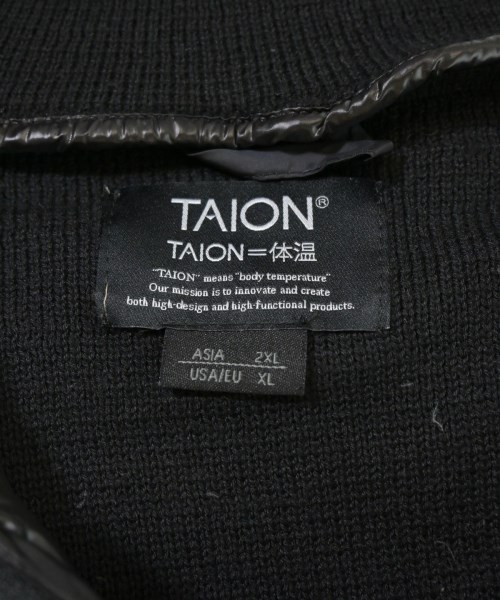 TAION®
TAION=体温
"TAION" means "body temperature"
Our mission is to innovate and create
both high-design and high-functional products.
ASIA 2XL
USA/EU XL